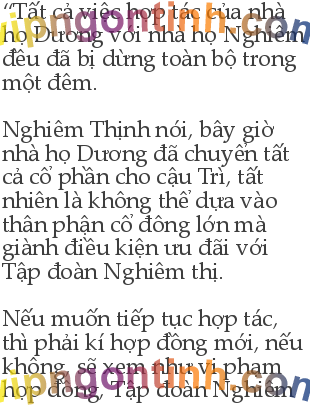 “Tất cả việc hợp tác của nhà
họ Dương với nhà họ Nghiêm
đều đã bị dừng toàn bộ trong
một đêm.
Nghiêm Thịnh nói, bây giờ
nhà họ Dương đã chuyển tất
cả cổ phần cho cậu Trì, tất
nhiên là không thể dựa vào
thân phận cổ đông lớn mà
giành điều kiện ưu đãi với
Tập đoàn Nghiêm thị.
Nếu muốn tiếp tục hợp tác,
thì phải kí hợp đồng mới, nếu
không, sẽ xem như vi phạm
hợp đồng, Tập đoàn Nghiêm
vipngontinh.com
vipngontinh.com